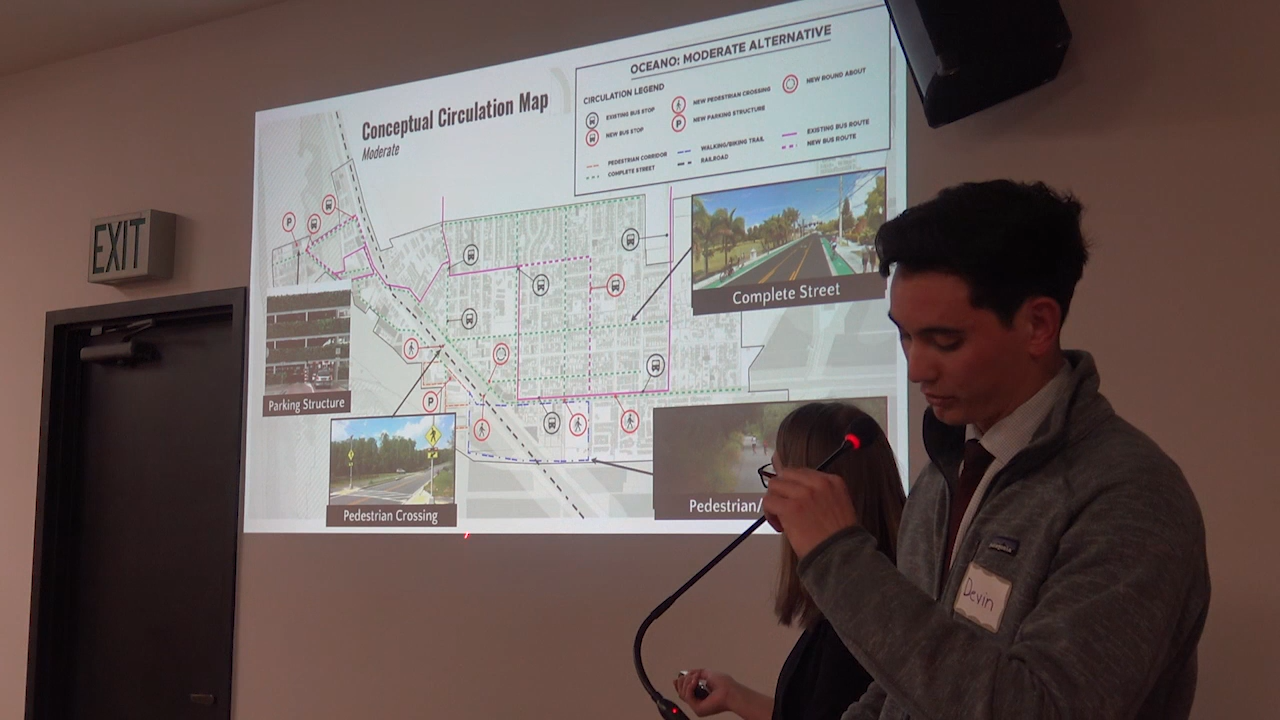 OCEANO: MODERATE ALTERNATIVE
CIRCULATION LEGEND
EXISTING BUS STOP
NEW BUS STOP
NEW PEDESTRIAN CROSSING
NEW PARKING STRUCTURE
NEW ROUND ABOUT
PEDESTRIAN CORRIDOR
COMPLETE STREET
WALKING/BIKING TRAIL
RAILROAD
EXISTING BUS ROUTE
NEW BUS ROUTE
Conceptual Circulation Map
Moderate
EXIT
P
Complete Street
Parking Structure
P
Pedestrian Crossing
Pedestrian/
patagonia
Devin